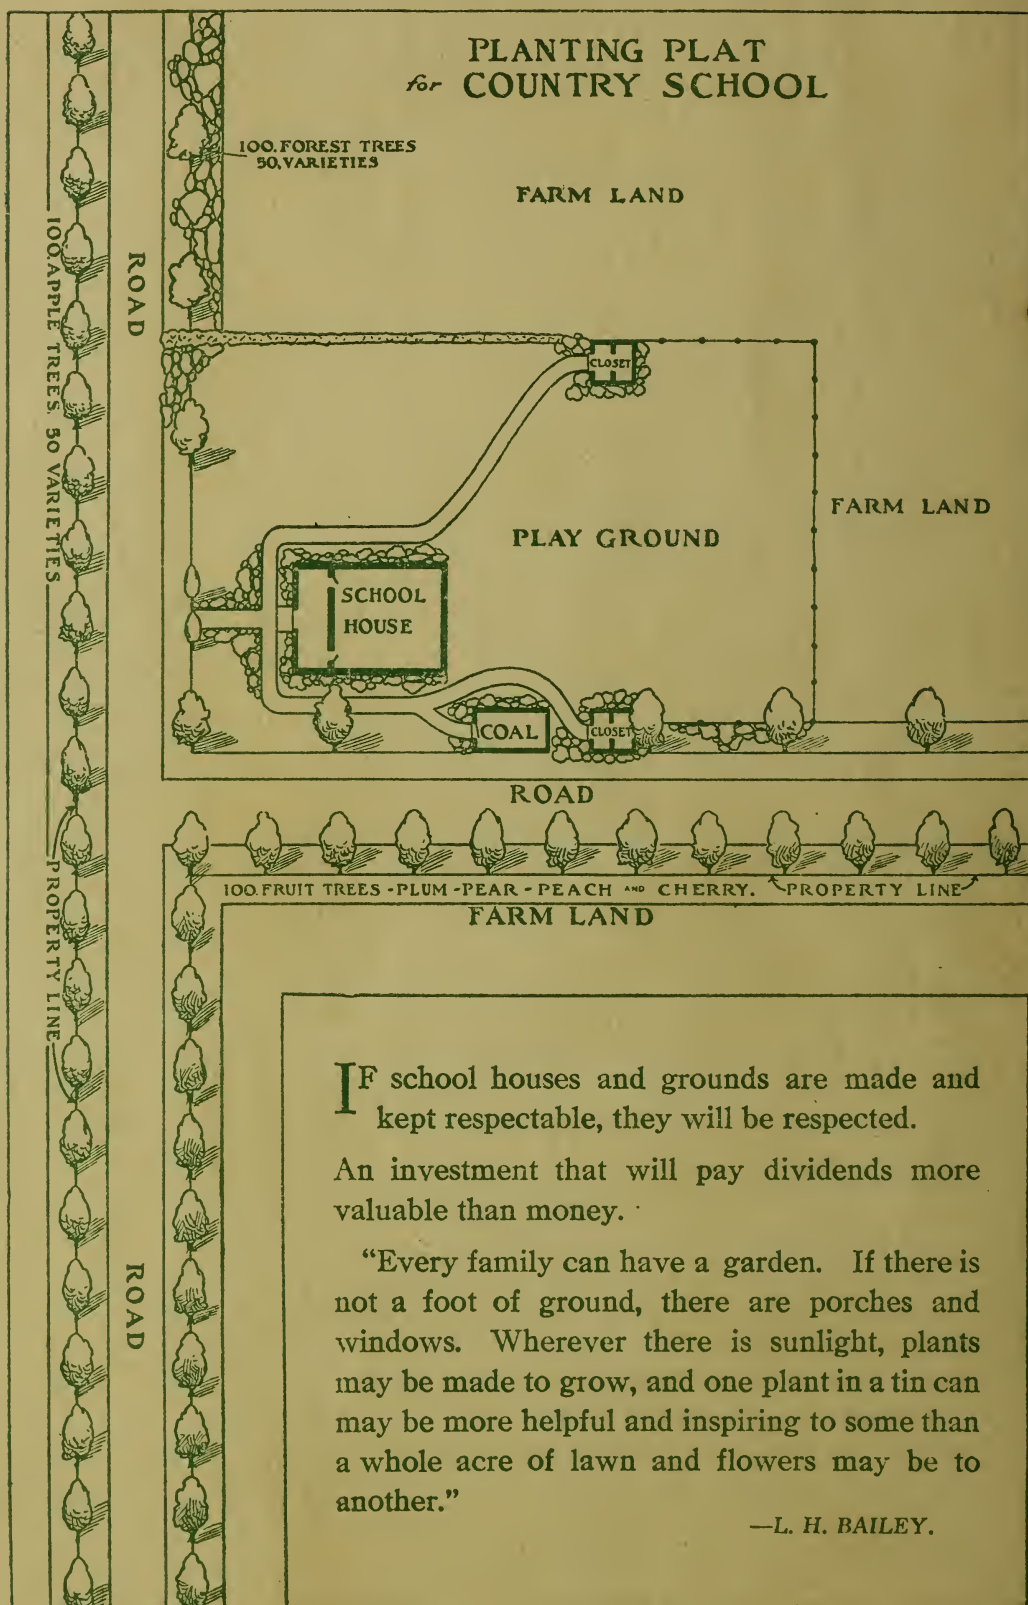 PLANTING PLAT
for COUNTRY SCHOOL
100. FOREST TREES
50. VARIETIES
FARM LAND
ROAD
100. APPLE TREES. 50 VARIETIES.
CLOSET
FARM LAND
PLAY GROUND
SCHOOL
HOUSE
COAL
CLOSET
ROAD
PROPERTY LINE
100. FRUIT TREES - PLUM - PEAR - PEACH AND CHERRY. PROPERTY LINE
FARM LAND
ROAD
IF school houses and grounds are made and
kept respectable, they will be respected.
An investment that will pay dividends more
valuable than money.
“Every family can have a garden. If there is
not a foot of ground, there are porches and
windows. Wherever there is sunlight, plants
may be made to grow, and one plant in a tin can
may be more helpful and inspiring to some than
a whole acre of lawn and flowers may be to
another.”
—L. H. BAILEY.